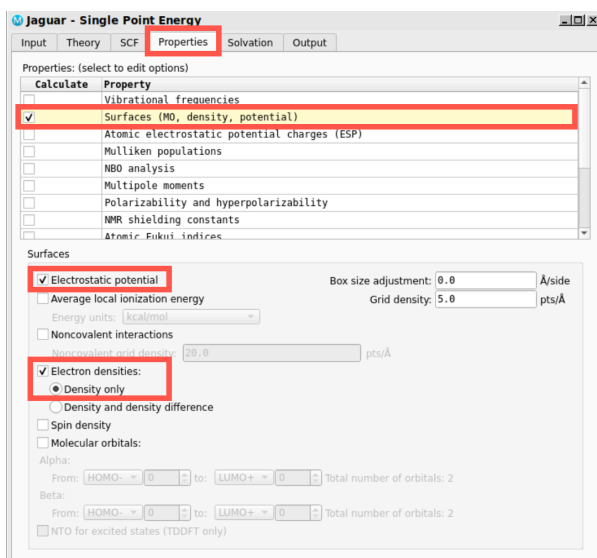 Jaguar - Single Point Energy
Input Theory SCF Properties Solvation Output
Properties: (select to edit options)
Calculate Property
Vibrational frequencies
Surfaces (MO, density, potential)
Atomic electrostatic potential charges (ESP)
Mulliken populations
NBO analysis
Multipole moments
Polarizability and hyperpolarizability
NMR shielding constants
Atomic Fukui indices
Surfaces
Electrostatic potential Box size adjustment: 0.0 Å/side
Average local ionization energy Grid density: 5.0 pts/Å
Energy units: kcal/mol
Noncovalent interactions
Noncovalent grid density: 20.0 pts/Å
Electron densities:
Density only
Density and density difference
Spin density
Molecular orbitals:
Alpha:
From: HOMO- 0 to: LUMO+ 0 Total number of orbitals: 2
Beta:
From: HOMO- 0 to: LUMO+ 0 Total number of orbitals: 2
NTO for excited states (TDDFT only)